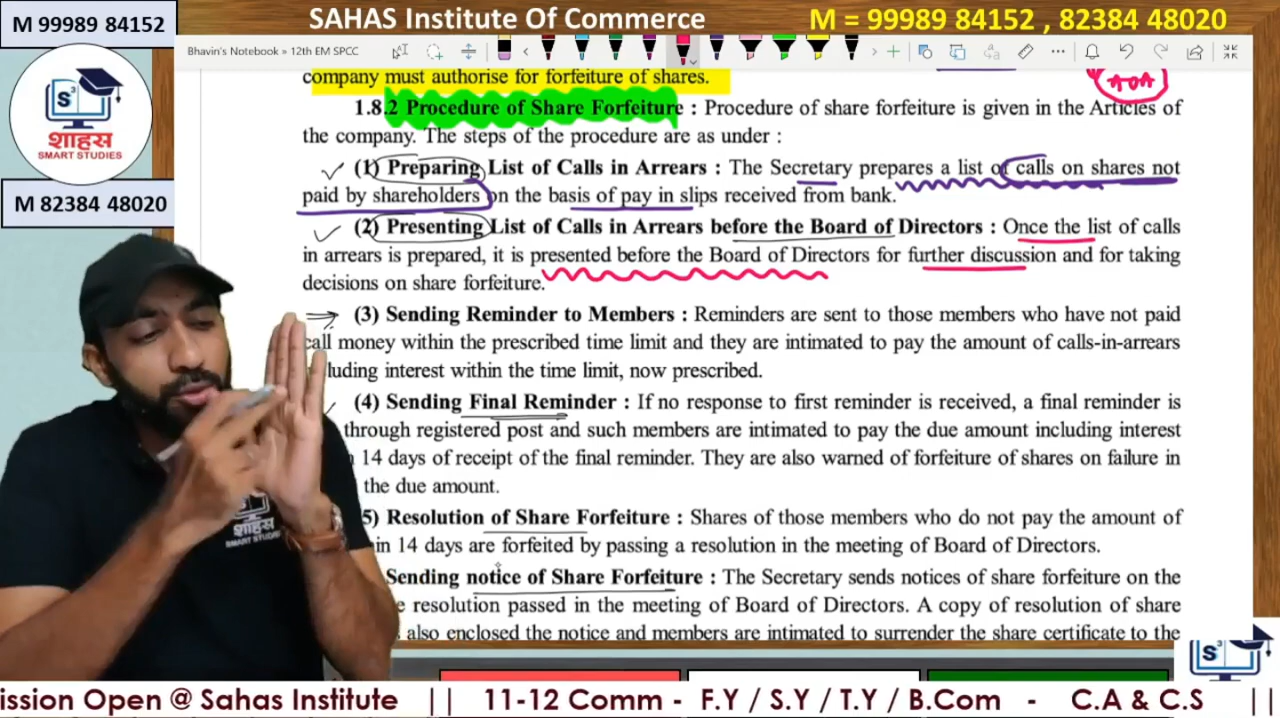 M 99989 84152
SAHAS Institute Of Commerce
M = 99989 84152 , 82384 48020
Bhavin's Notebook » 12th EM SPCC
S³
शाहस
SMART STUDIES
M 82384 48020
company must authorise for forfeiture of shares.
AOA
1.8.2 Procedure of Share Forfeiture : Procedure of share forfeiture is given in the Articles of
the company. The steps of the procedure are as under :
(1) Preparing List of Calls in Arrears : The Secretary prepares a list of calls on shares not
paid by shareholders on the basis of pay in slips received from bank.
(2) Presenting List of Calls in Arrears before the Board of Directors : Once the list of calls
in arrears is prepared, it is presented before the Board of Directors for further discussion and for taking
decisions on share forfeiture.
(3) Sending Reminder to Members : Reminders are sent to those members who have not paid
call money within the prescribed time limit and they are intimated to pay the amount of calls-in-arrears
luding interest within the time limit, now prescribed.
(4) Sending Final Reminder : If no response to first reminder is received, a final reminder is
through registered post and such members are intimated to pay the due amount including interest
14 days of receipt of the final reminder. They are also warned of forfeiture of shares on failure in
the due amount.
5) Resolution of Share Forfeiture : Shares of those members who do not pay the amount of
in 14 days are forfeited by passing a resolution in the meeting of Board of Directors.
Sending notice of Share Forfeiture : The Secretary sends notices of share forfeiture on the
e resolution passed in the meeting of Board of Directors. A copy of resolution of share
also enclosed the notice and members are intimated to surrender the share certificate to the
शाहस
SMART STUDIES
S³
ission Open @ Sahas Institute || 11-12 Comm - F.Y / S.Y / T.Y / B.Com - C.A & C.S ||